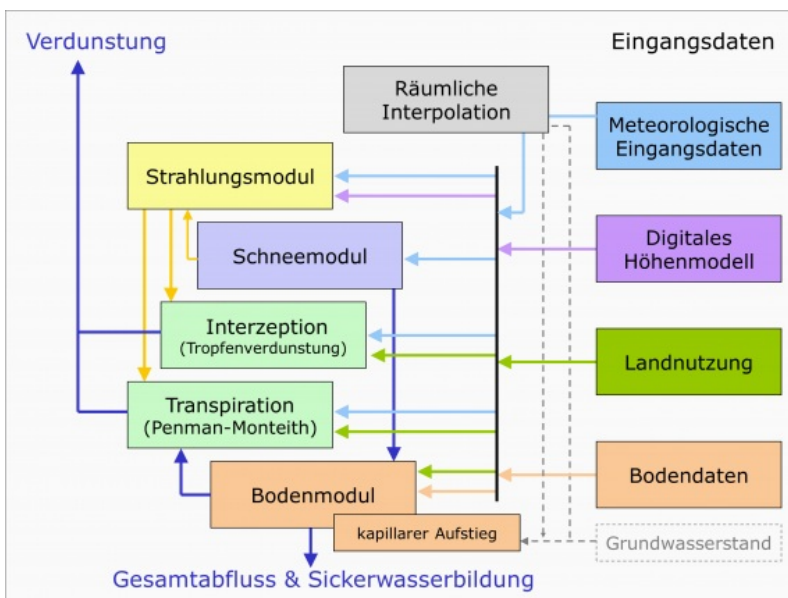 Verdunstung
Eingangsdaten
Räumliche
Interpolation
Meteorologische
Eingangsdaten
Strahlungsmodul
Schneemodul
Digitales
Höhenmodell
Interzeption
(Tropfenverdunstung)
Landnutzung
Transpiration
(Penman-Monteith)
Bodenmodul
Bodendaten
kapillarer Aufstieg
Grundwasserstand
Gesamtabfluss & Sickerwasserbildung